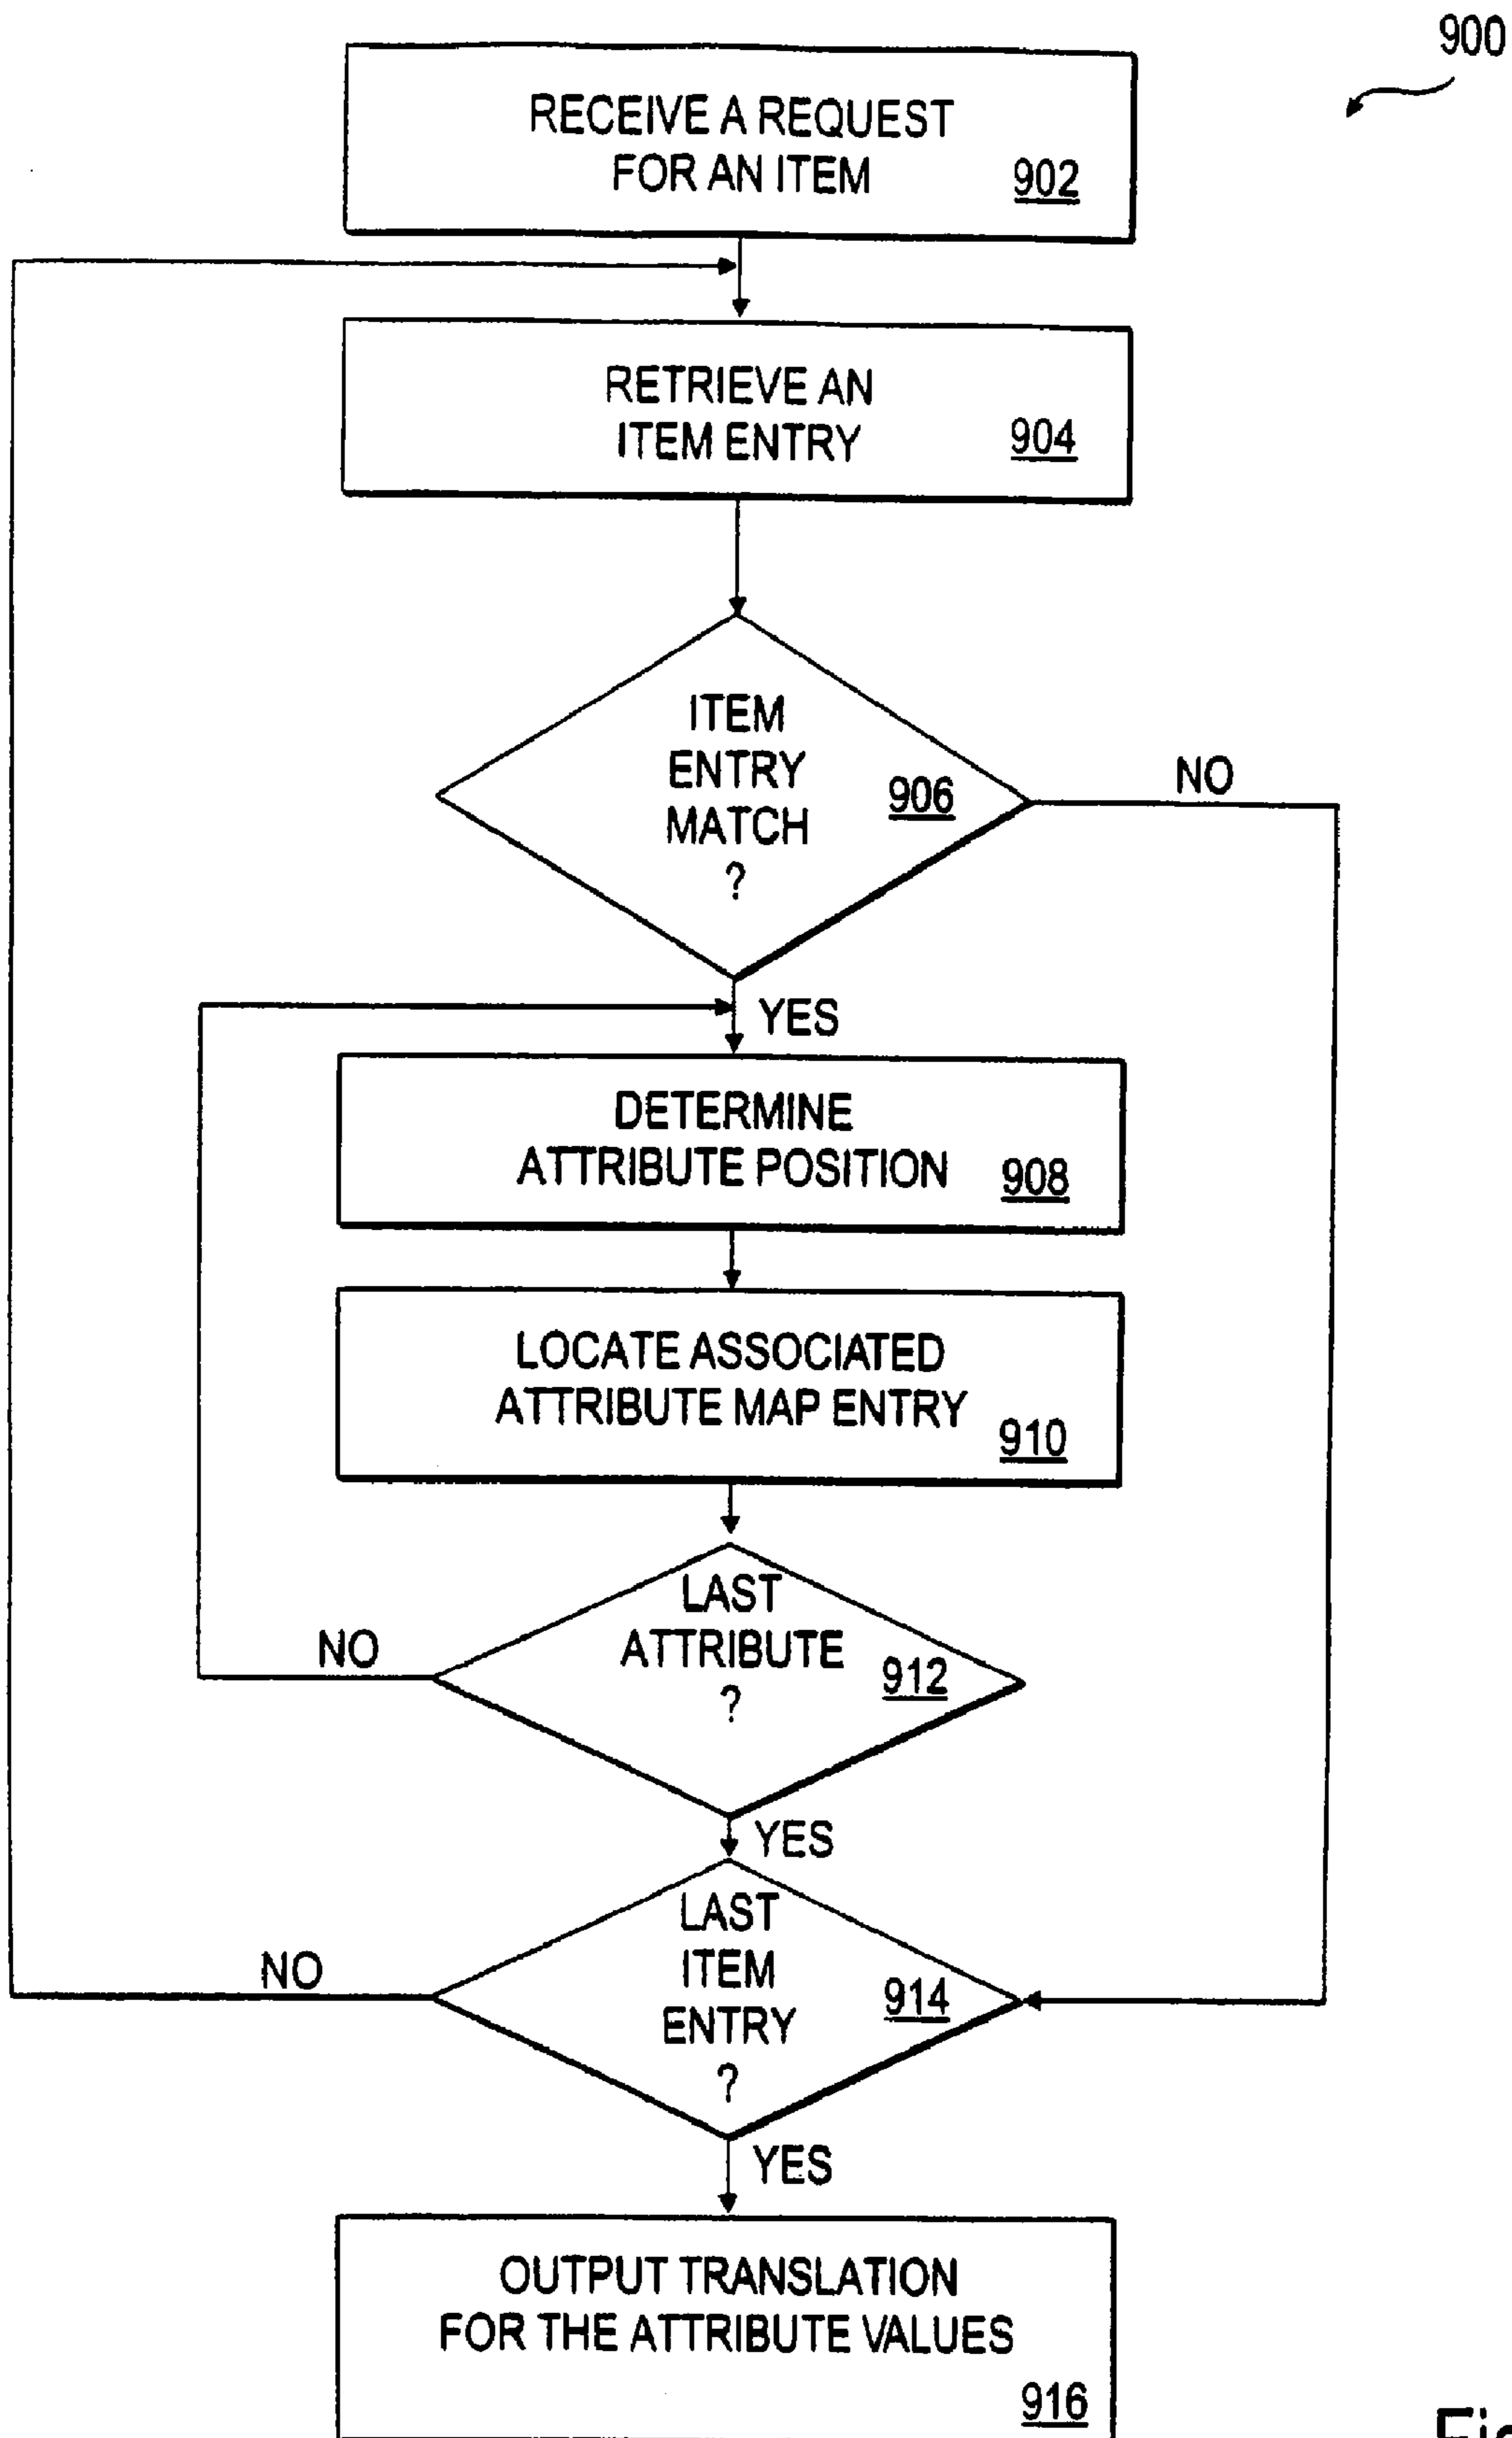 900
RECEIVE A REQUEST
FOR AN ITEM
902
RETRIEVE AN
ITEM ENTRY
904
ITEM
ENTRY
MATCH
?
906
NO
YES
DETERMINE
ATTRIBUTE POSITION
908
LOCATE ASSOCIATED
ATTRIBUTE MAP ENTRY
910
LAST
ATTRIBUTE
?
912
NO
YES
LAST
ITEM
ENTRY
?
914
NO
YES
OUTPUT TRANSLATION
FOR THE ATTRIBUTE VALUES
916